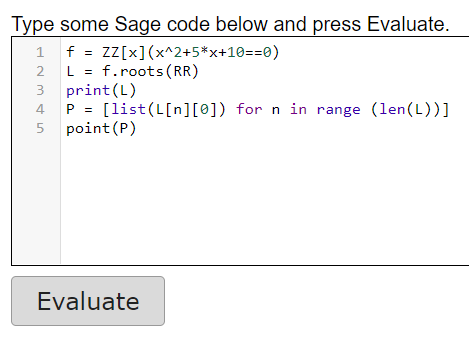 Type some Sage code below and press Evaluate.
1 f = ZZ[x](x^2+5*x+10==0)
2 L = f.roots(RR)
3 print(L)
4 P = [list(L[n][0]) for n in range (len(L))]
5 point(P)
Evaluate